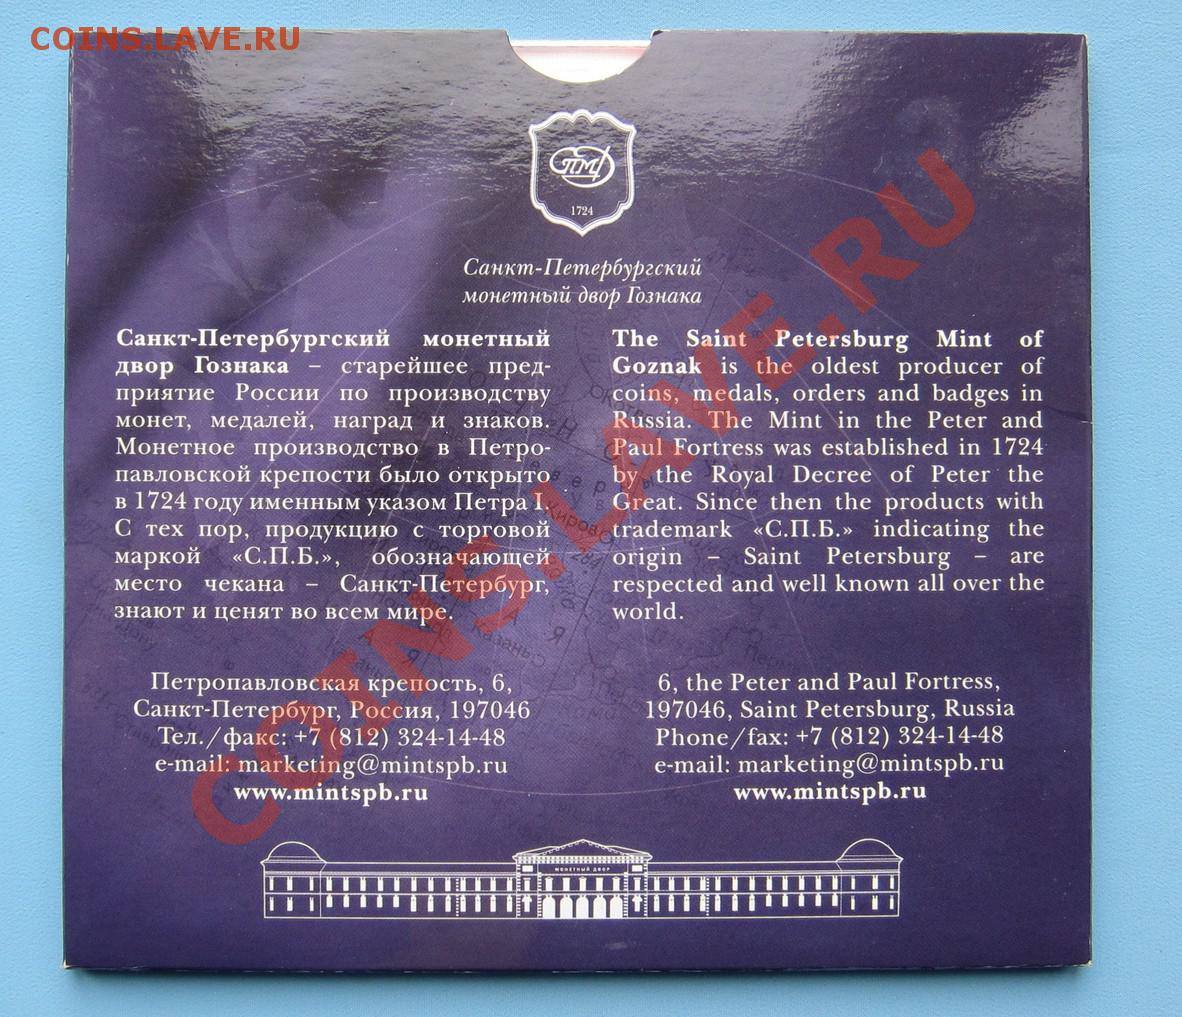 COINS.LAVE.RU
СПМД
1724
Санкт-Петербургский
монетный двор Гознака
Санкт-Петербургский монетный
двор Гознака – старейшее пред-
приятие России по производству
монет, медалей, наград и знаков.
Монетное производство в Петро-
павловской крепости было открыто
в 1724 году именным указом Петра I.
С тех пор, продукцию с торговой
маркой «С.П.Б.», обозначающей
место чекана – Санкт-Петербург,
знают и ценят во всем мире.
The Saint Petersburg Mint of
Goznak is the oldest producer of
coins, medals, orders and badges in
Russia. The Mint in the Peter and
Paul Fortress was established in 1724
by the Royal Decree of Peter the
Great. Since then the products with
trademark «С.П.Б.» indicating the
origin – Saint Petersburg – are
respected and well known all over the
world.
Петропавловская крепость, 6,
Санкт-Петербург, Россия, 197046
Тел./факс: +7 (812) 324-14-48
e-mail: marketing@mintspb.ru
www.mintspb.ru
6, the Peter and Paul Fortress,
197046, Saint Petersburg, Russia
Phone/fax: +7 (812) 324-14-48
e-mail: marketing@mintspb.ru
www.mintspb.ru
МОНЕТНЫЙ ДВОР
COINS.LAVE.RU